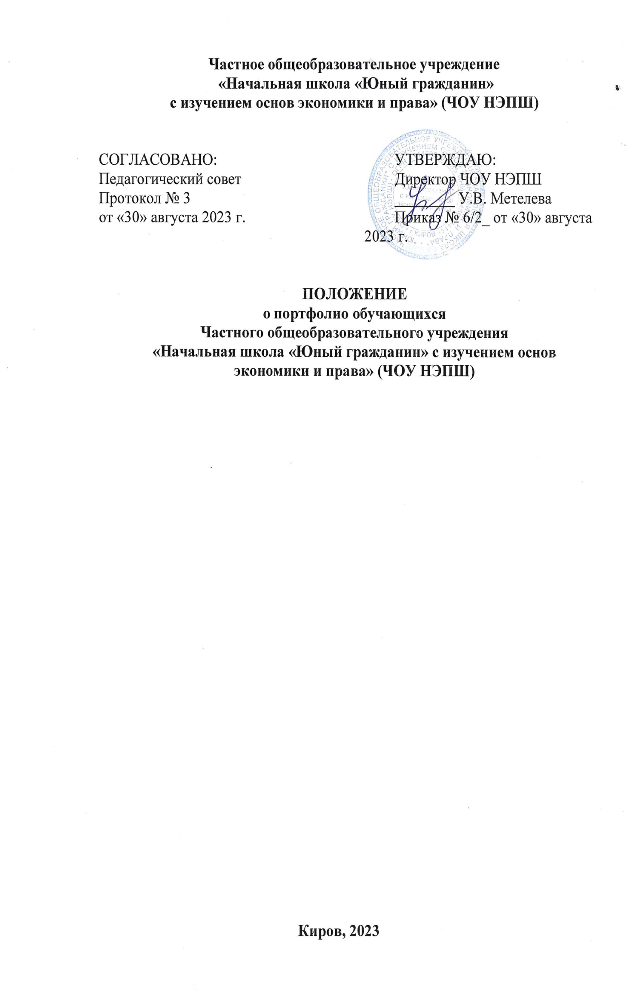 Частное общеобразовательное учреждение
«Начальная школа «Юный гражданин»
с изучением основ экономики и права» (ЧОУ НЭПШ)
СОГЛАСОВАНО:
Педагогический совет
Протокол № 3
от «30» августа 2023 г.
УТВЕРЖДАЮ:
Директор ЧОУ НЭПШ
__________ У.В. Метелева
Приказ № 6/2_ от «30» августа
2023 г.
ПОЛОЖЕНИЕ
о портфолио обучающихся
Частного общеобразовательного учреждения
«Начальная школа «Юный гражданин» с изучением основ
экономики и права» (ЧОУ НЭПШ)
Киров, 2023